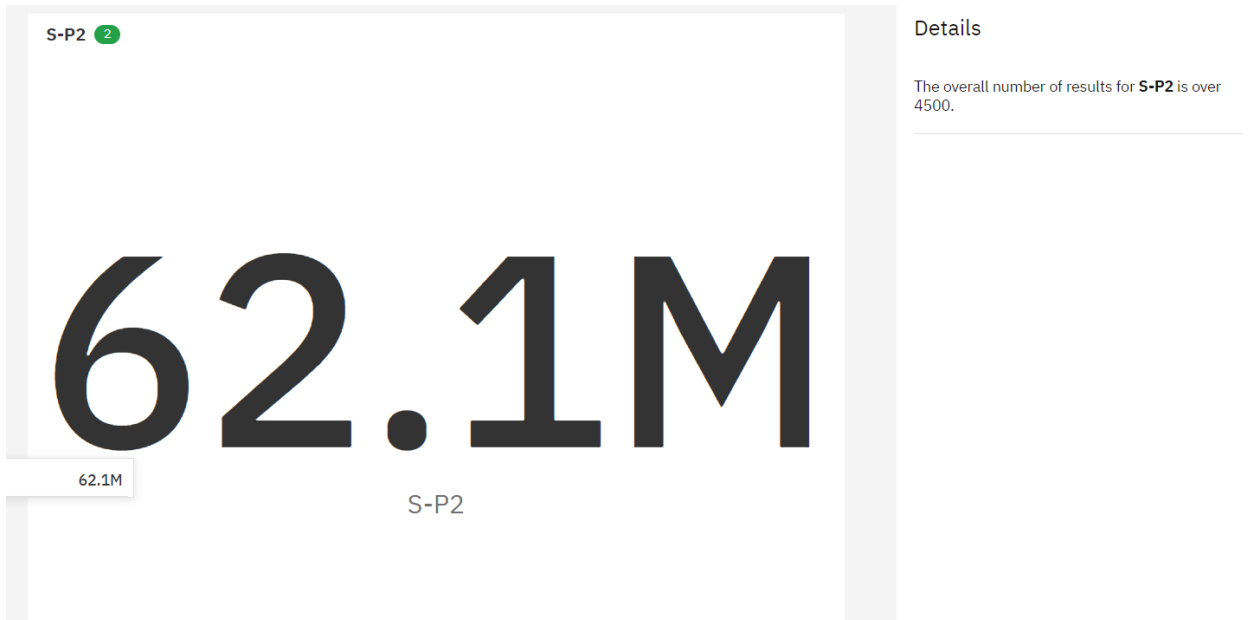 S-P2 2
62.1M
62.1M
S-P2
Details
The overall number of results for S-P2 is over
4500.